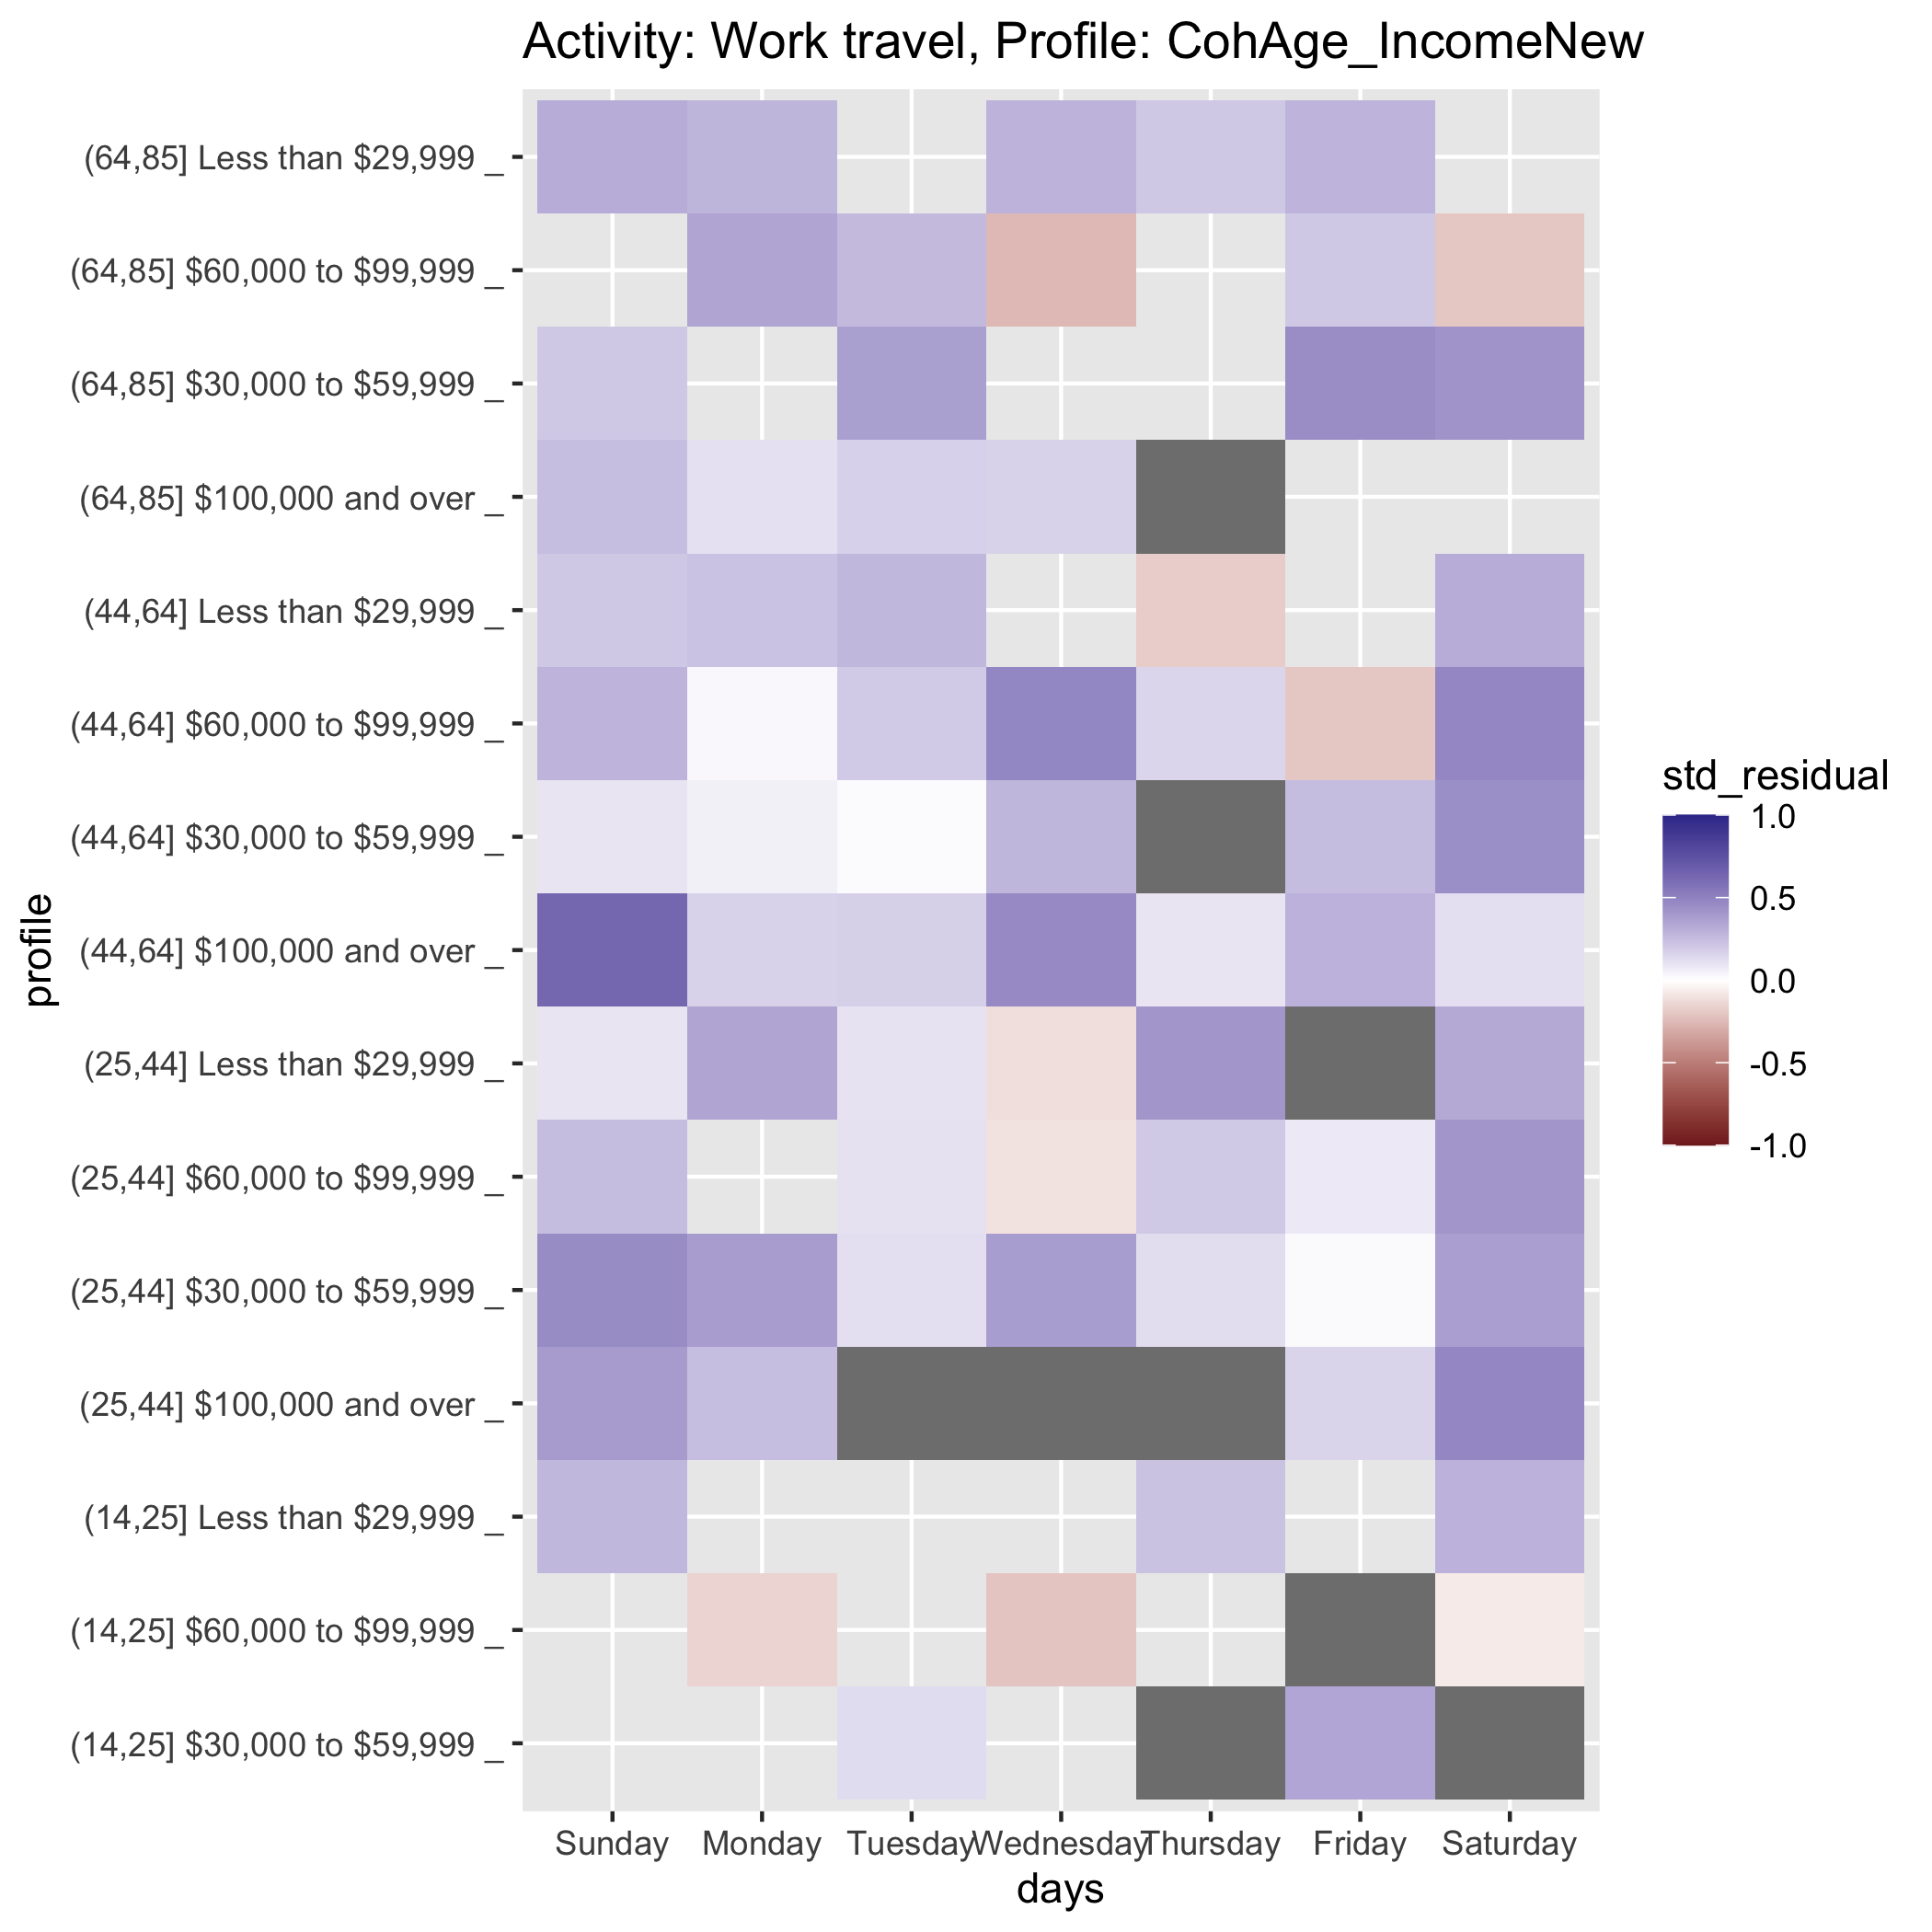 Activity: Work travel, Profile: CohAge_IncomeNew
profile
(64,85] Less than $29,999 _
(64,85] $60,000 to $99,999 _
(64,85] $30,000 to $59,999 _
(64,85] $100,000 and over _
(44,64] Less than $29,999 _
(44,64] $60,000 to $99,999 _
(44,64] $30,000 to $59,999 _
(44,64] $100,000 and over _
(25,44] Less than $29,999 _
(25,44] $60,000 to $99,999 _
(25,44] $30,000 to $59,999 _
(25,44] $100,000 and over _
(14,25] Less than $29,999 _
(14,25] $60,000 to $99,999 _
(14,25] $30,000 to $59,999 _
Sunday Monday Tuesday Wednesday Thursday Friday Saturday
days
std_residual
1.0
0.5
0.0
-0.5
-1.0